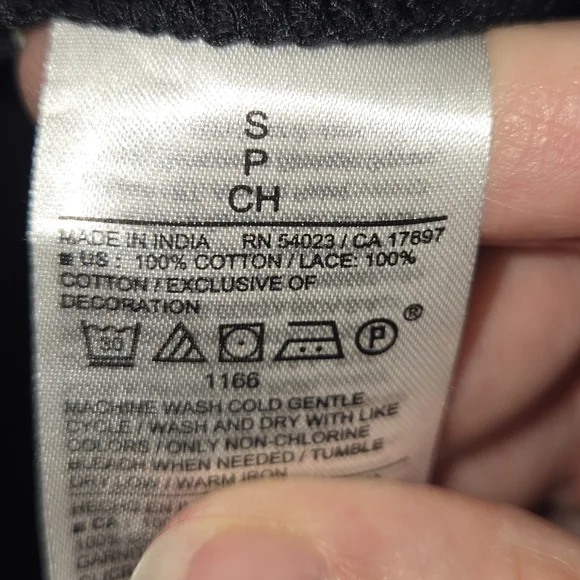 S
P
CH
MADE IN INDIA RN 54023 / CA 17897
■ US : 100% COTTON / LACE: 100%
COTTON / EXCLUSIVE OF
DECORATION
30 P ®
1166
MACHINE WASH COLD GENTLE
CYCLE / WASH AND DRY WITH LIKE
COLORS / ONLY NON-CHLORINE
BLEACH WHEN NEEDED / TUMBLE
DRY LOW / WARM IRON
■ CA
100%